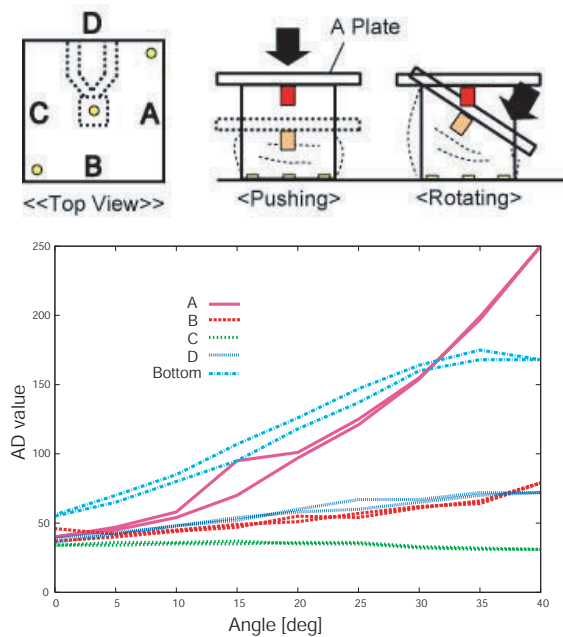 D
A Plate
C
A
B
<<Top View>>
<Pushing>
<Rotating>
250
200
150
100
50
0
AD value
A
B
C
D
Bottom
0
5
10
15
20
25
30
35
40
Angle [deg]